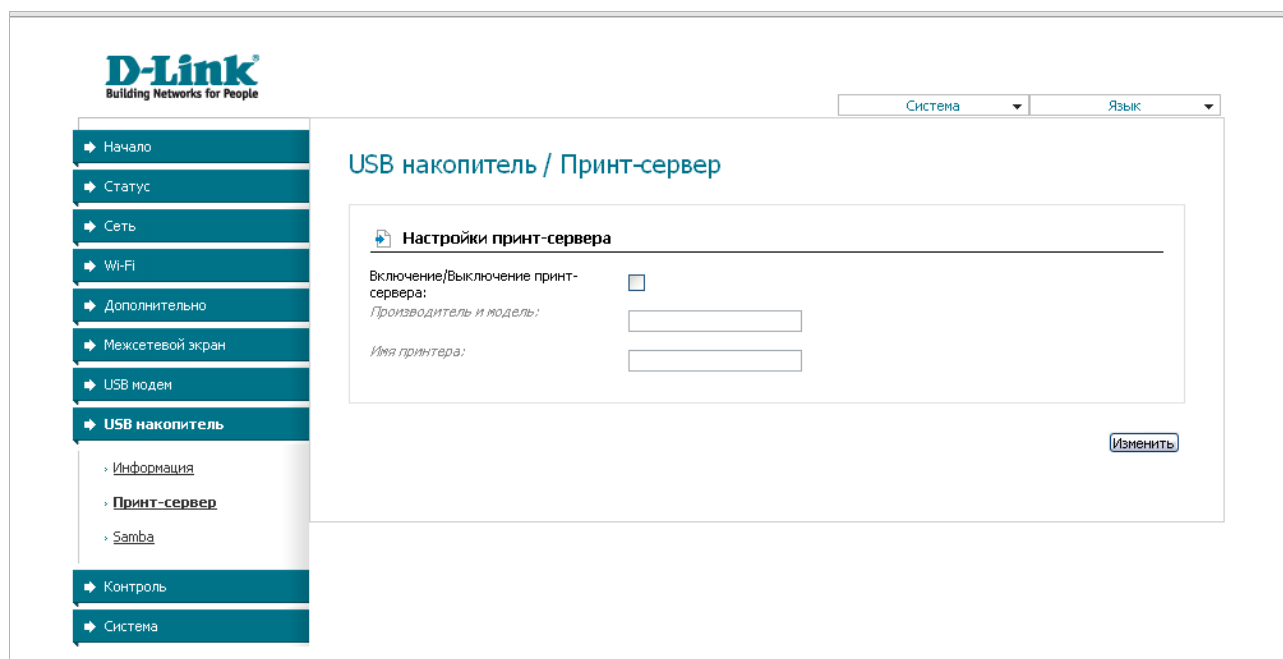 D-Link
Building Networks for People
Система
Язык
Начало
Статус
Сеть
Wi-Fi
Дополнительно
Межсетевой экран
USB модем
USB накопитель
Информация
Принт-сервер
Samba
Контроль
Система
USB накопитель / Принт-сервер
Настройки принт-сервера
Включение/Выключение принт-
сервера:
Производитель и модель:
Имя принтера:
Изменить